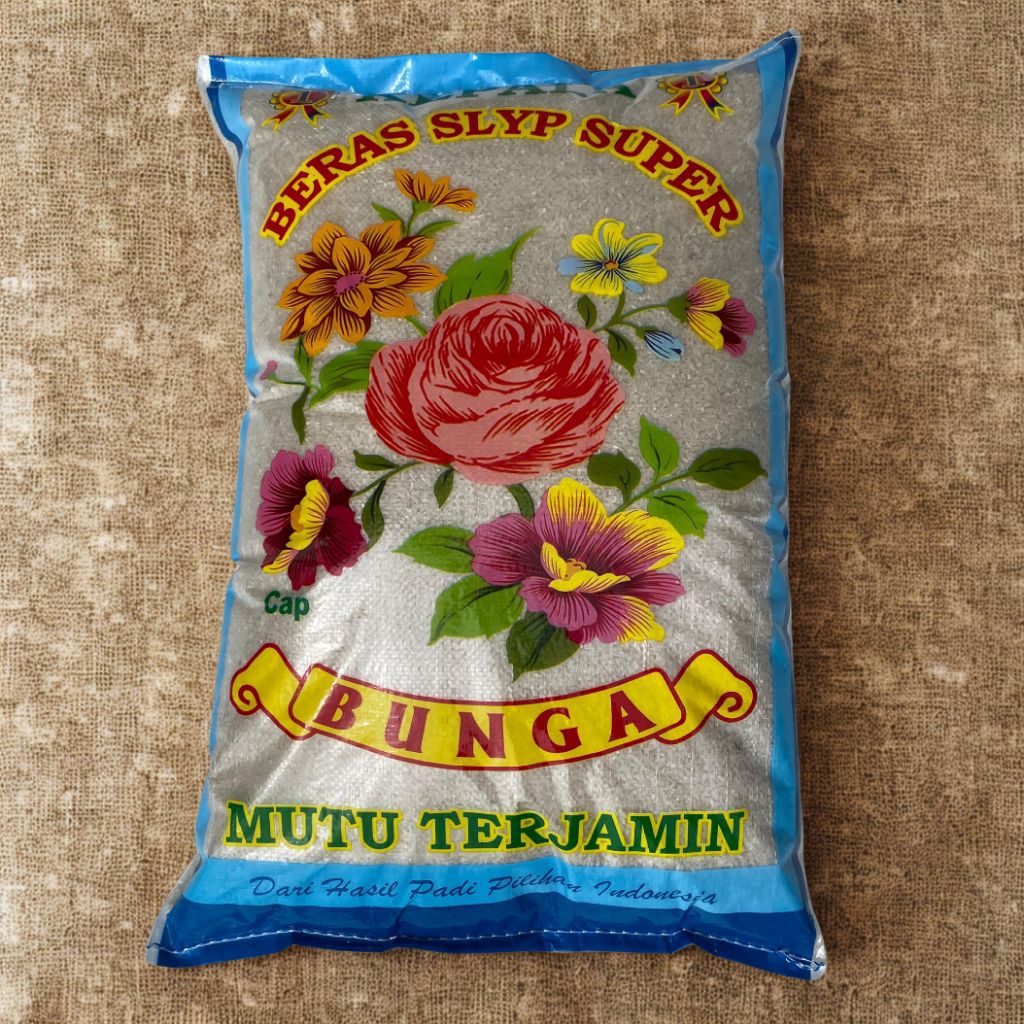 BERAS SLYP SUPER
Cap
BUNGA
MUTU TERJAMIN
Dari Hasil Padi Pilihan Indonesia